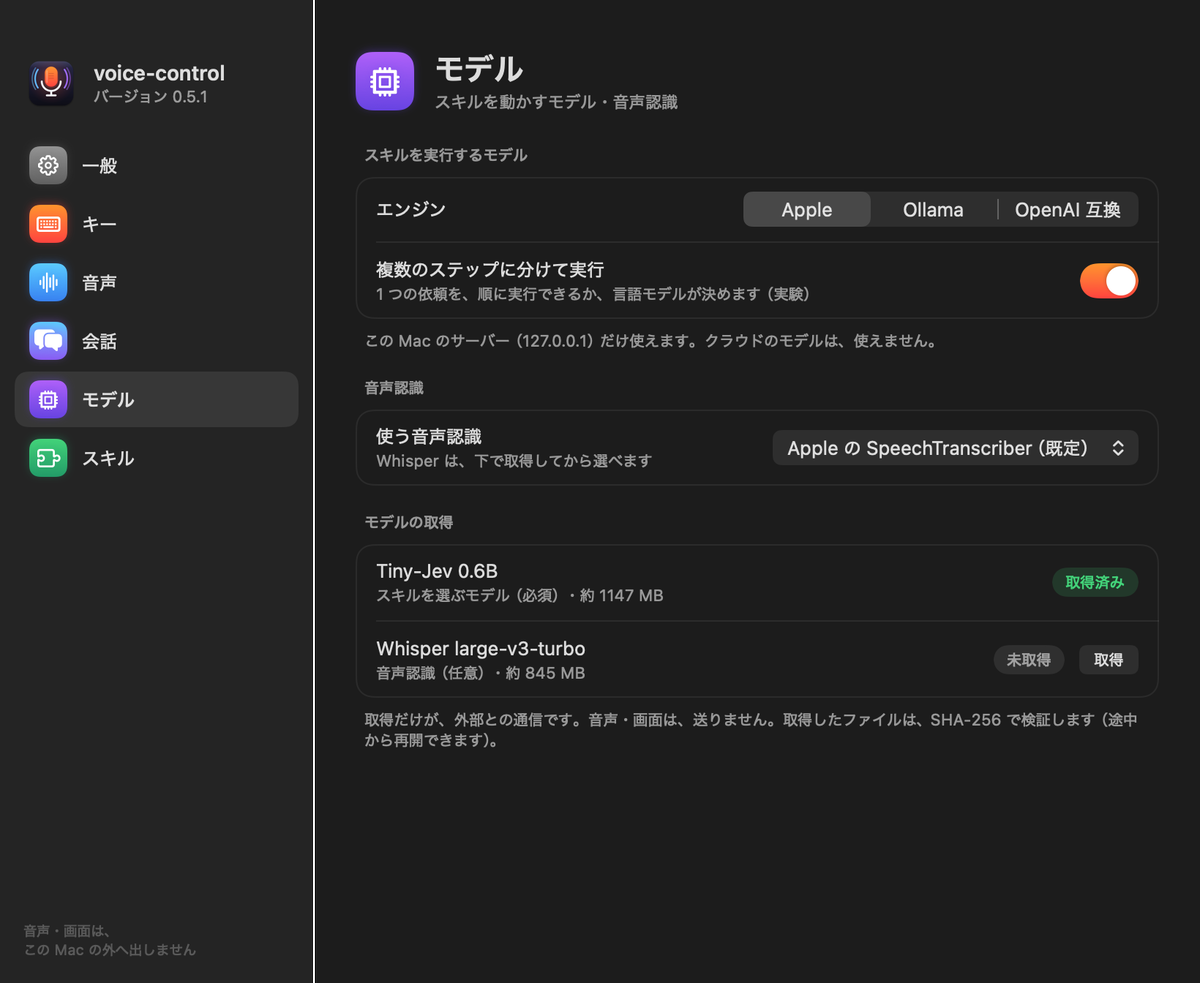 voice-control
バージョン 0.5.1
一般
キー
音声
会話
モデル
スキル
音声・画面は、
この Mac の外へ出しません
モデル
スキルを動かすモデル・音声認識
スキルを実行するモデル
エンジン
Apple
Ollama
OpenAI 互換
複数のステップに分けて実行
1 つの依頼を、順に実行できるか、言語モデルが決めます（実験）
この Mac のサーバー（127.0.0.1）だけ使えます。クラウドのモデルは、使えません。
音声認識
使う音声認識
Whisper は、下で取得してから選べます
Apple の SpeechTranscriber（既定）
モデルの取得
Tiny-Jev 0.6B
スキルを選ぶモデル（必須）・約 1147 MB
取得済み
Whisper large-v3-turbo
音声認識（任意）・約 845 MB
未取得
取得
取得だけが、外部との通信です。音声・画面は、送りません。取得したファイルは、SHA-256 で検証します（途中
から再開できます）。